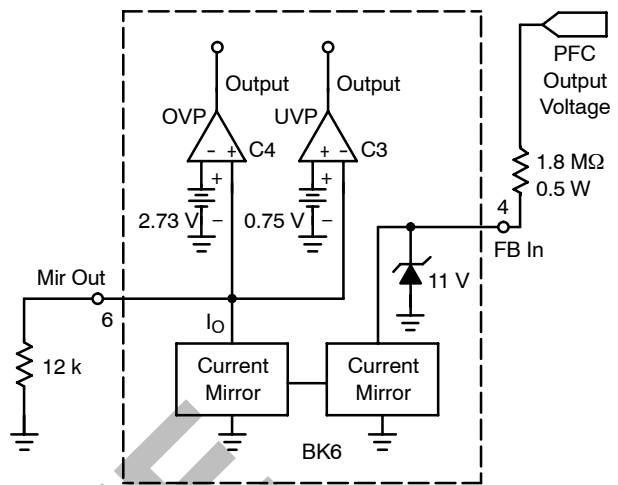 PFC
Output
Voltage
Output
Output
OVP
UVP
- +
C4
+ -
C3
+
+
2.73 V
−
0.75 V
−
1.8 MΩ
0.5 W
4
FB In
11 V
Mir Out
6
IO
12 k
Current
Mirror
Current
Mirror
BK6